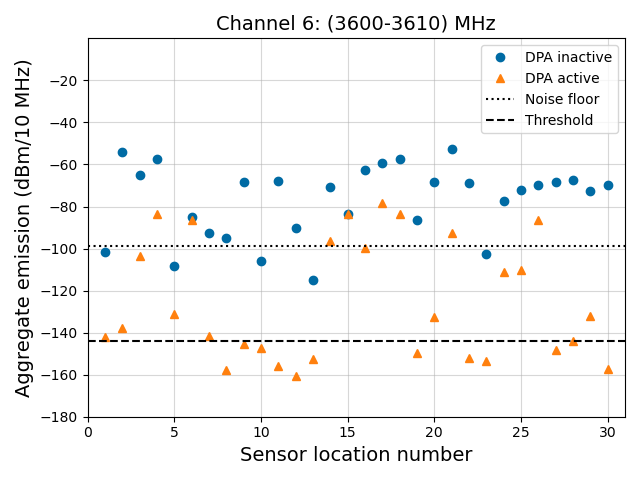 Channel 6: (3600-3610) MHz
DPA inactive
DPA active
Noise floor
Threshold
Aggregate emission (dBm/10 MHz)
−20
−40
−60
−80
−100
−120
−140
−160
−180
0 5 10 15 20 25 30
Sensor location number